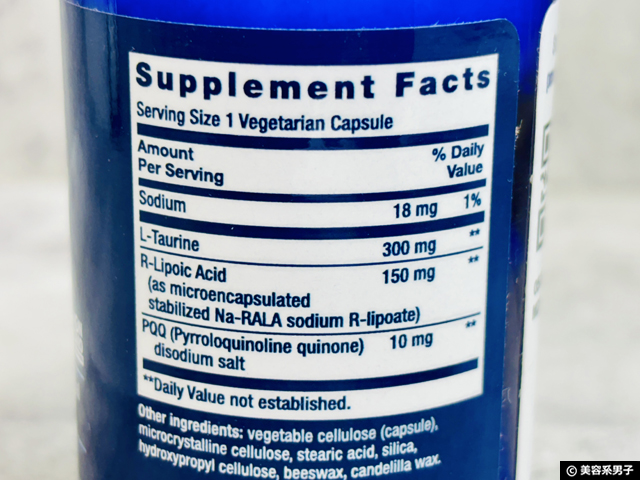 Supplement Facts
Serving Size 1 Vegetarian Capsule
Amount Per Serving
% Daily Value
Sodium 18 mg 1%
L-Taurine 300 mg **
R-Lipoic Acid 150 mg **
(as microencapsulated
stabilized Na-RALA sodium R-lipoate)
PQQ (Pyrroloquinoline quinone) 10 mg **
disodium salt
**Daily Value not established.
Other ingredients: vegetable cellulose (capsule),
microcrystalline cellulose, stearic acid, silica,
hydroxypropyl cellulose, beeswax, candelilla wax.
© 美容系男子